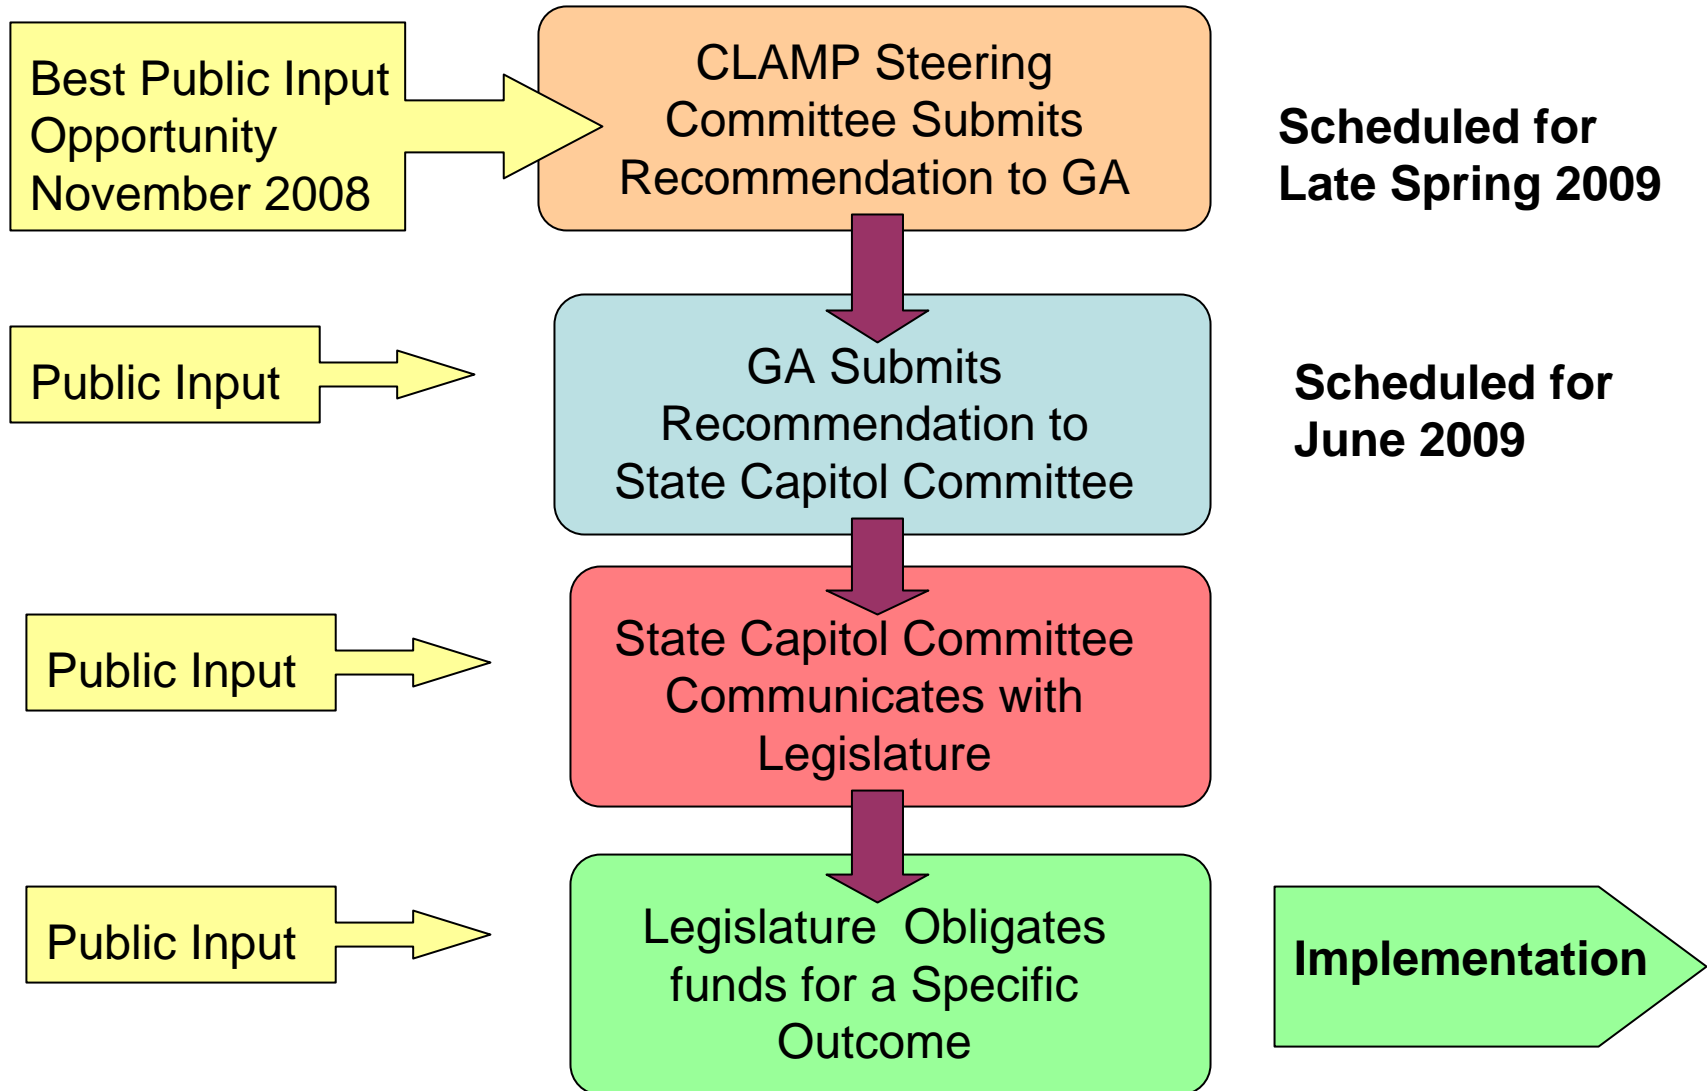 Best Public Input
Opportunity
November 2008
CLAMP Steering
Committee Submits
Recommendation to GA
Scheduled for
Late Spring 2009
Public Input
GA Submits
Recommendation to
State Capitol Committee
Scheduled for
June 2009
Public Input
State Capitol Committee
Communicates with
Legislature
Public Input
Legislature  Obligates
funds for a Specific
Outcome
Implementation